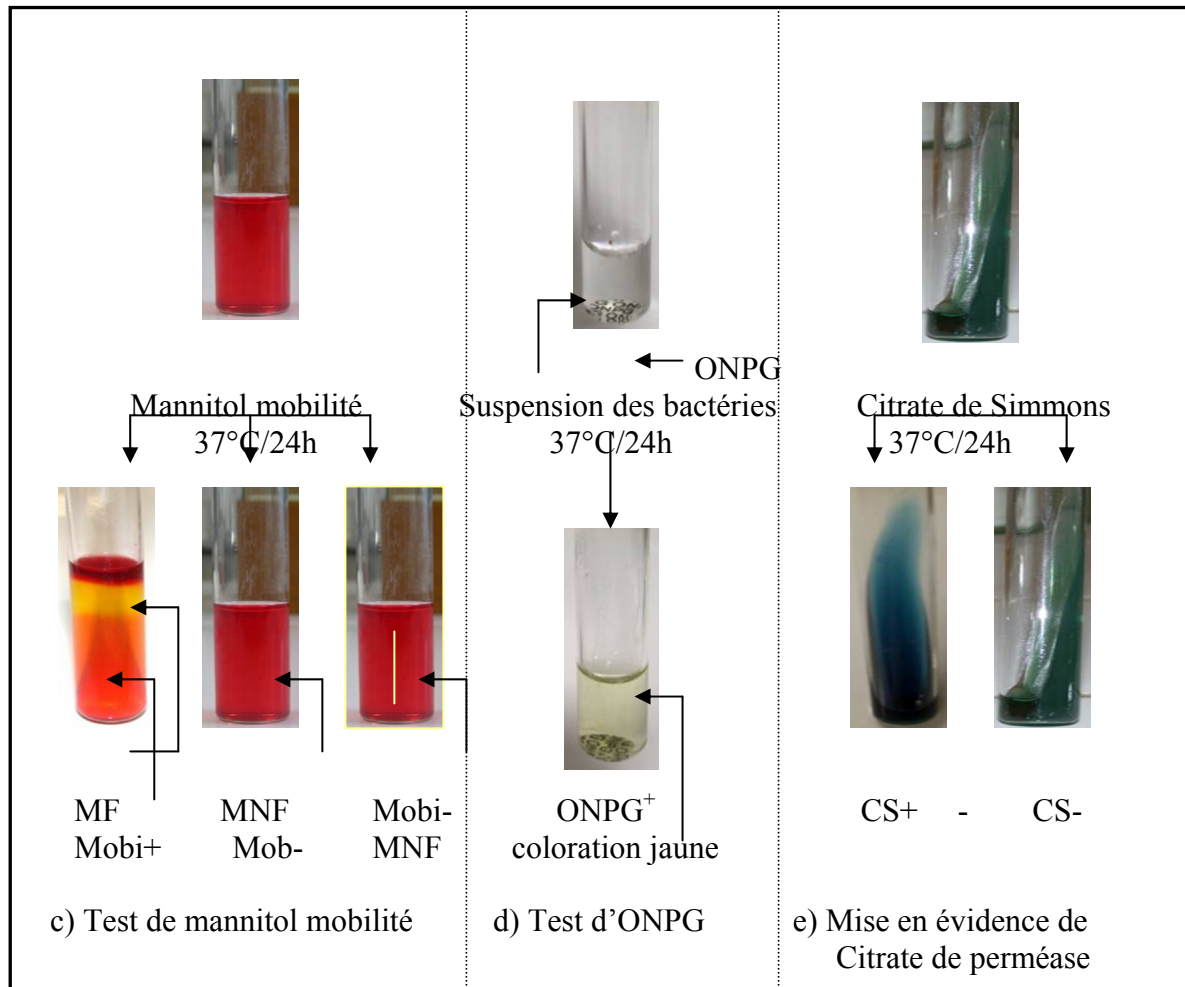 ONPG
Mannitol mobilité
37°C/24h
Suspension des bactéries
37°C/24h
Citrate de Simmons
37°C/24h
MF
Mobi+
MNF
Mob-
Mobi-
MNF
ONPG⁺
coloration jaune
CS+ - CS-
c) Test de mannitol mobilité
d) Test d’ONPG
e) Mise en évidence de
Citrate de perméase